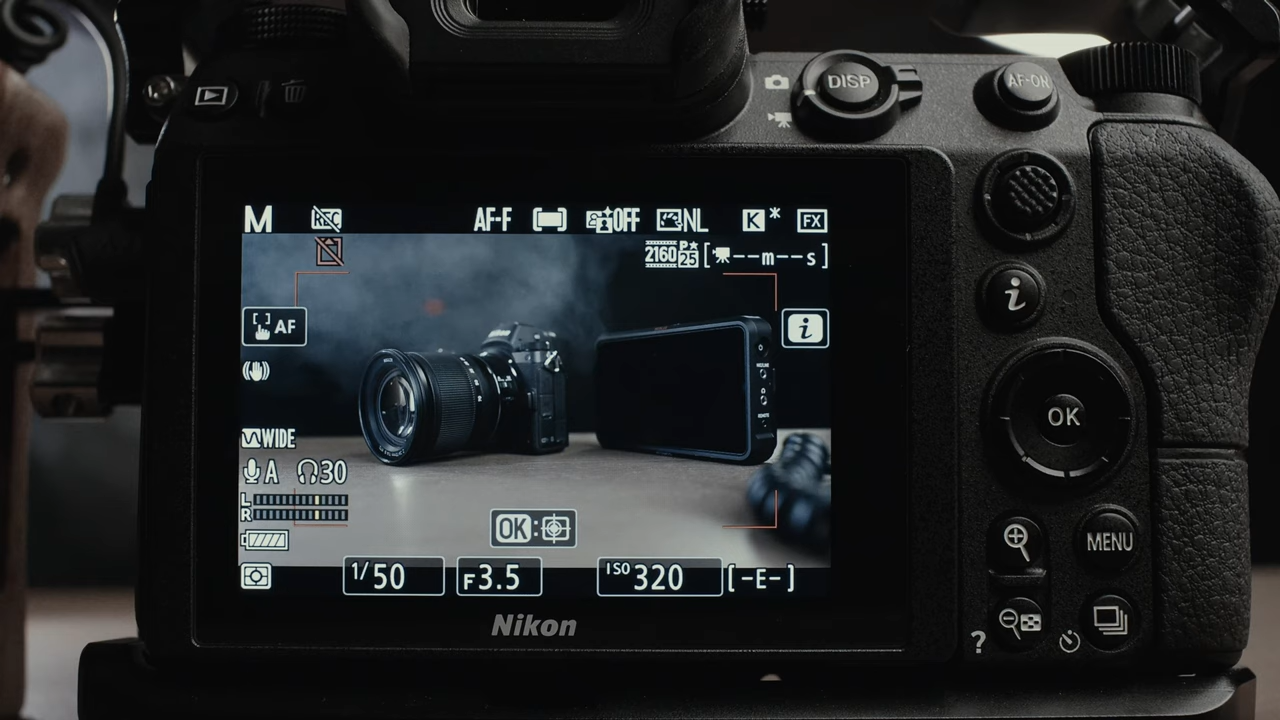 DISP
AF-ON
M REC AF-F OFF NL K* FX
2160 P★ 25 [--m--s]
AF i
i
WIDE
A 30
L
R
OK
OK:
1/50 F3.5 ISO 320 [-E-]
Nikon
MENU
?